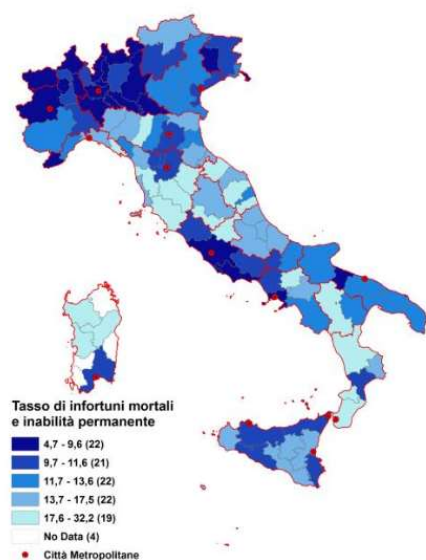 Tasso di infortuni mortali
e inabilità permanente
4,7 - 9,6 (22)
9,7 - 11,6 (21)
11,7 - 13,6 (22)
13,7 - 17,5 (22)
17,6 - 32,2 (19)
No Data (4)
Città Metropolitane